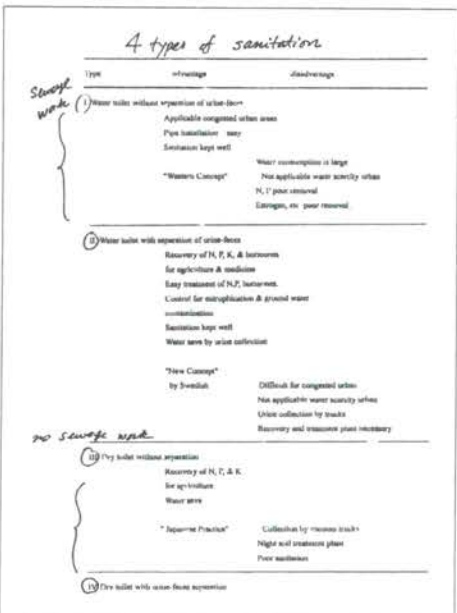 4 types of sanitation
Type advantage disadvantage
Sewage
work
I) Water toilet without separation of urine-feces
Applicable congested urban areas
Pipe installation easy
Sanitation kept well
Water consumption is large
"Western Concept" Not applicable water scarcity urban
N, P poor removal
Estrogen, etc poor removal
II) Water toilet with separation of urine-feces
Recovery of N, P, K, & hormones
for agriculture & medicine
Easy treatment of N.P, hormones.
Control for eutrophication & ground water
contamination
Sanitation kept well
Water save by urine collection
"New Concept"
by Swedish Difficult for congested urban
Not applicable water scarcity urban
Urine collection by trucks
Recovery and treatment plant necessary
no sewage work
III) Dry toilet without separation
Recovery of N, P, & K
for agriculture
Water save
"Japanese Practice" Collection by vacuum trucks
Night soil treatment plant
Poor sanitation
IV) Dry toilet with urine-feces separation